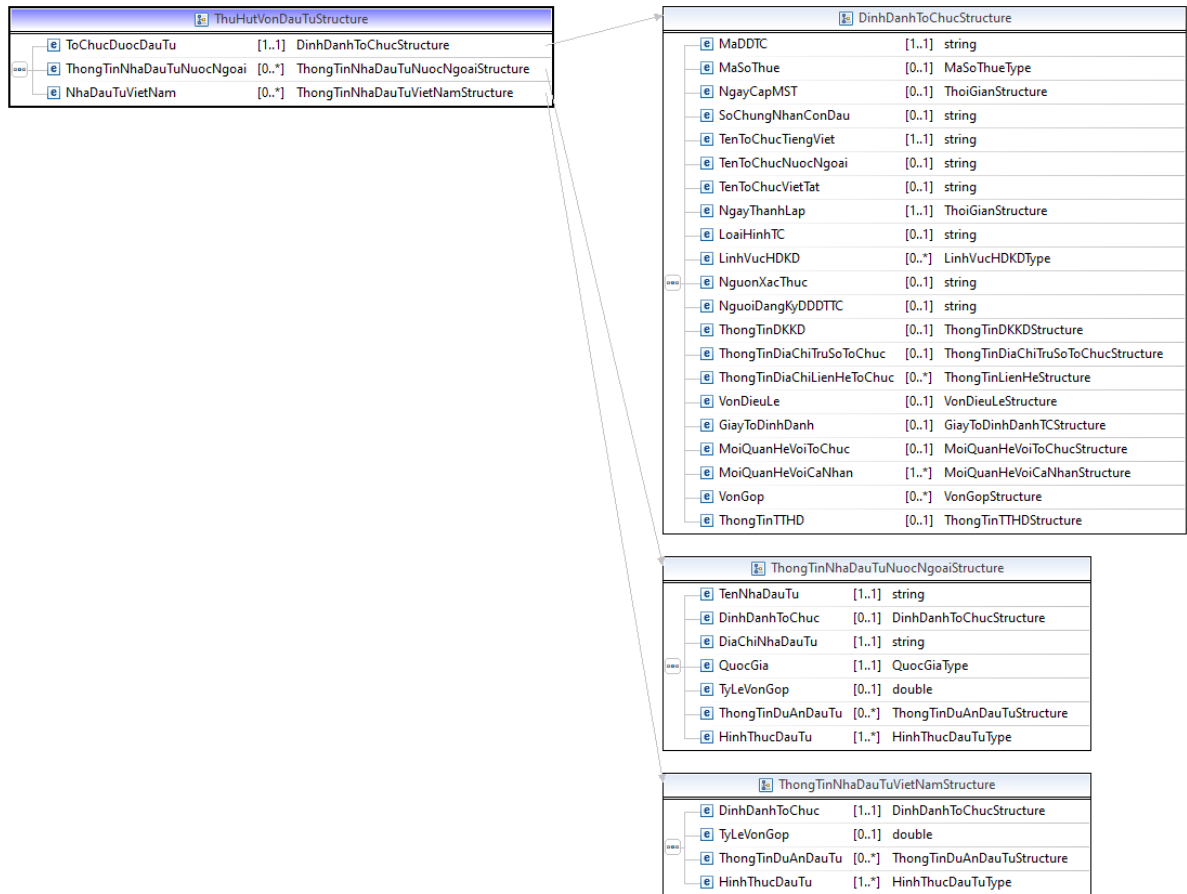 ThuHutVonDauTuStructure
ToChucDuocDauTu [1..1] DinhDanhToChucStructure
ThongTinNhaDauTuNuocNgoai [0..*] ThongTinNhaDauTuNuocNgoaiStructure
NhaDauTuVietNam [0..*] ThongTinNhaDauTuVietNamStructure
DinhDanhToChucStructure
MaDDTC [1..1] string
MaSoThue [0..1] MaSoThueType
NgayCapMST [0..1] ThoiGianStructure
SoChungNhanConDau [0..1] string
TenToChucTiengViet [1..1] string
TenToChucNuocNgoai [0..1] string
TenToChucVietTat [0..1] string
NgayThanhLap [1..1] ThoiGianStructure
LoaiHinhTC [0..1] string
LinhVucHDKD [0..*] LinhVucHDKDType
NguonXacThuc [0..1] string
NguoiDangKyDDDTTC [0..1] string
ThongTinDKKD [0..1] ThongTinDKKDStructure
ThongTinDiaChiTruSoToChuc [0..1] ThongTinDiaChiTruSoToChucStructure
ThongTinDiaChiLienHeToChuc [0..*] ThongTinLienHeStructure
VonDieuLe [0..1] VonDieuLeStructure
GiayToDinhDanh [0..1] GiayToDinhDanhTCStructure
MoiQuanHeVoiToChuc [0..1] MoiQuanHeVoiToChucStructure
MoiQuanHeVoiCaNhan [1..*] MoiQuanHeVoiCaNhanStructure
VonGop [0..*] VonGopStructure
ThongTinTTHD [0..1] ThongTinTTHDStructure
ThongTinNhaDauTuNuocNgoaiStructure
TenNhaDauTu [1..1] string
DinhDanhToChuc [0..1] DinhDanhToChucStructure
DiaChiNhaDauTu [1..1] string
QuocGia [1..1] QuocGiaType
TyLeVonGop [0..1] double
ThongTinDuAnDauTu [0..*] ThongTinDuAnDauTuStructure
HinhThucDauTu [1..*] HinhThucDauTuType
ThongTinNhaDauTuVietNamStructure
DinhDanhToChuc [1..1] DinhDanhToChucStructure
TyLeVonGop [0..1] double
ThongTinDuAnDauTu [0..*] ThongTinDuAnDauTuStructure
HinhThucDauTu [1..*] HinhThucDauTuType